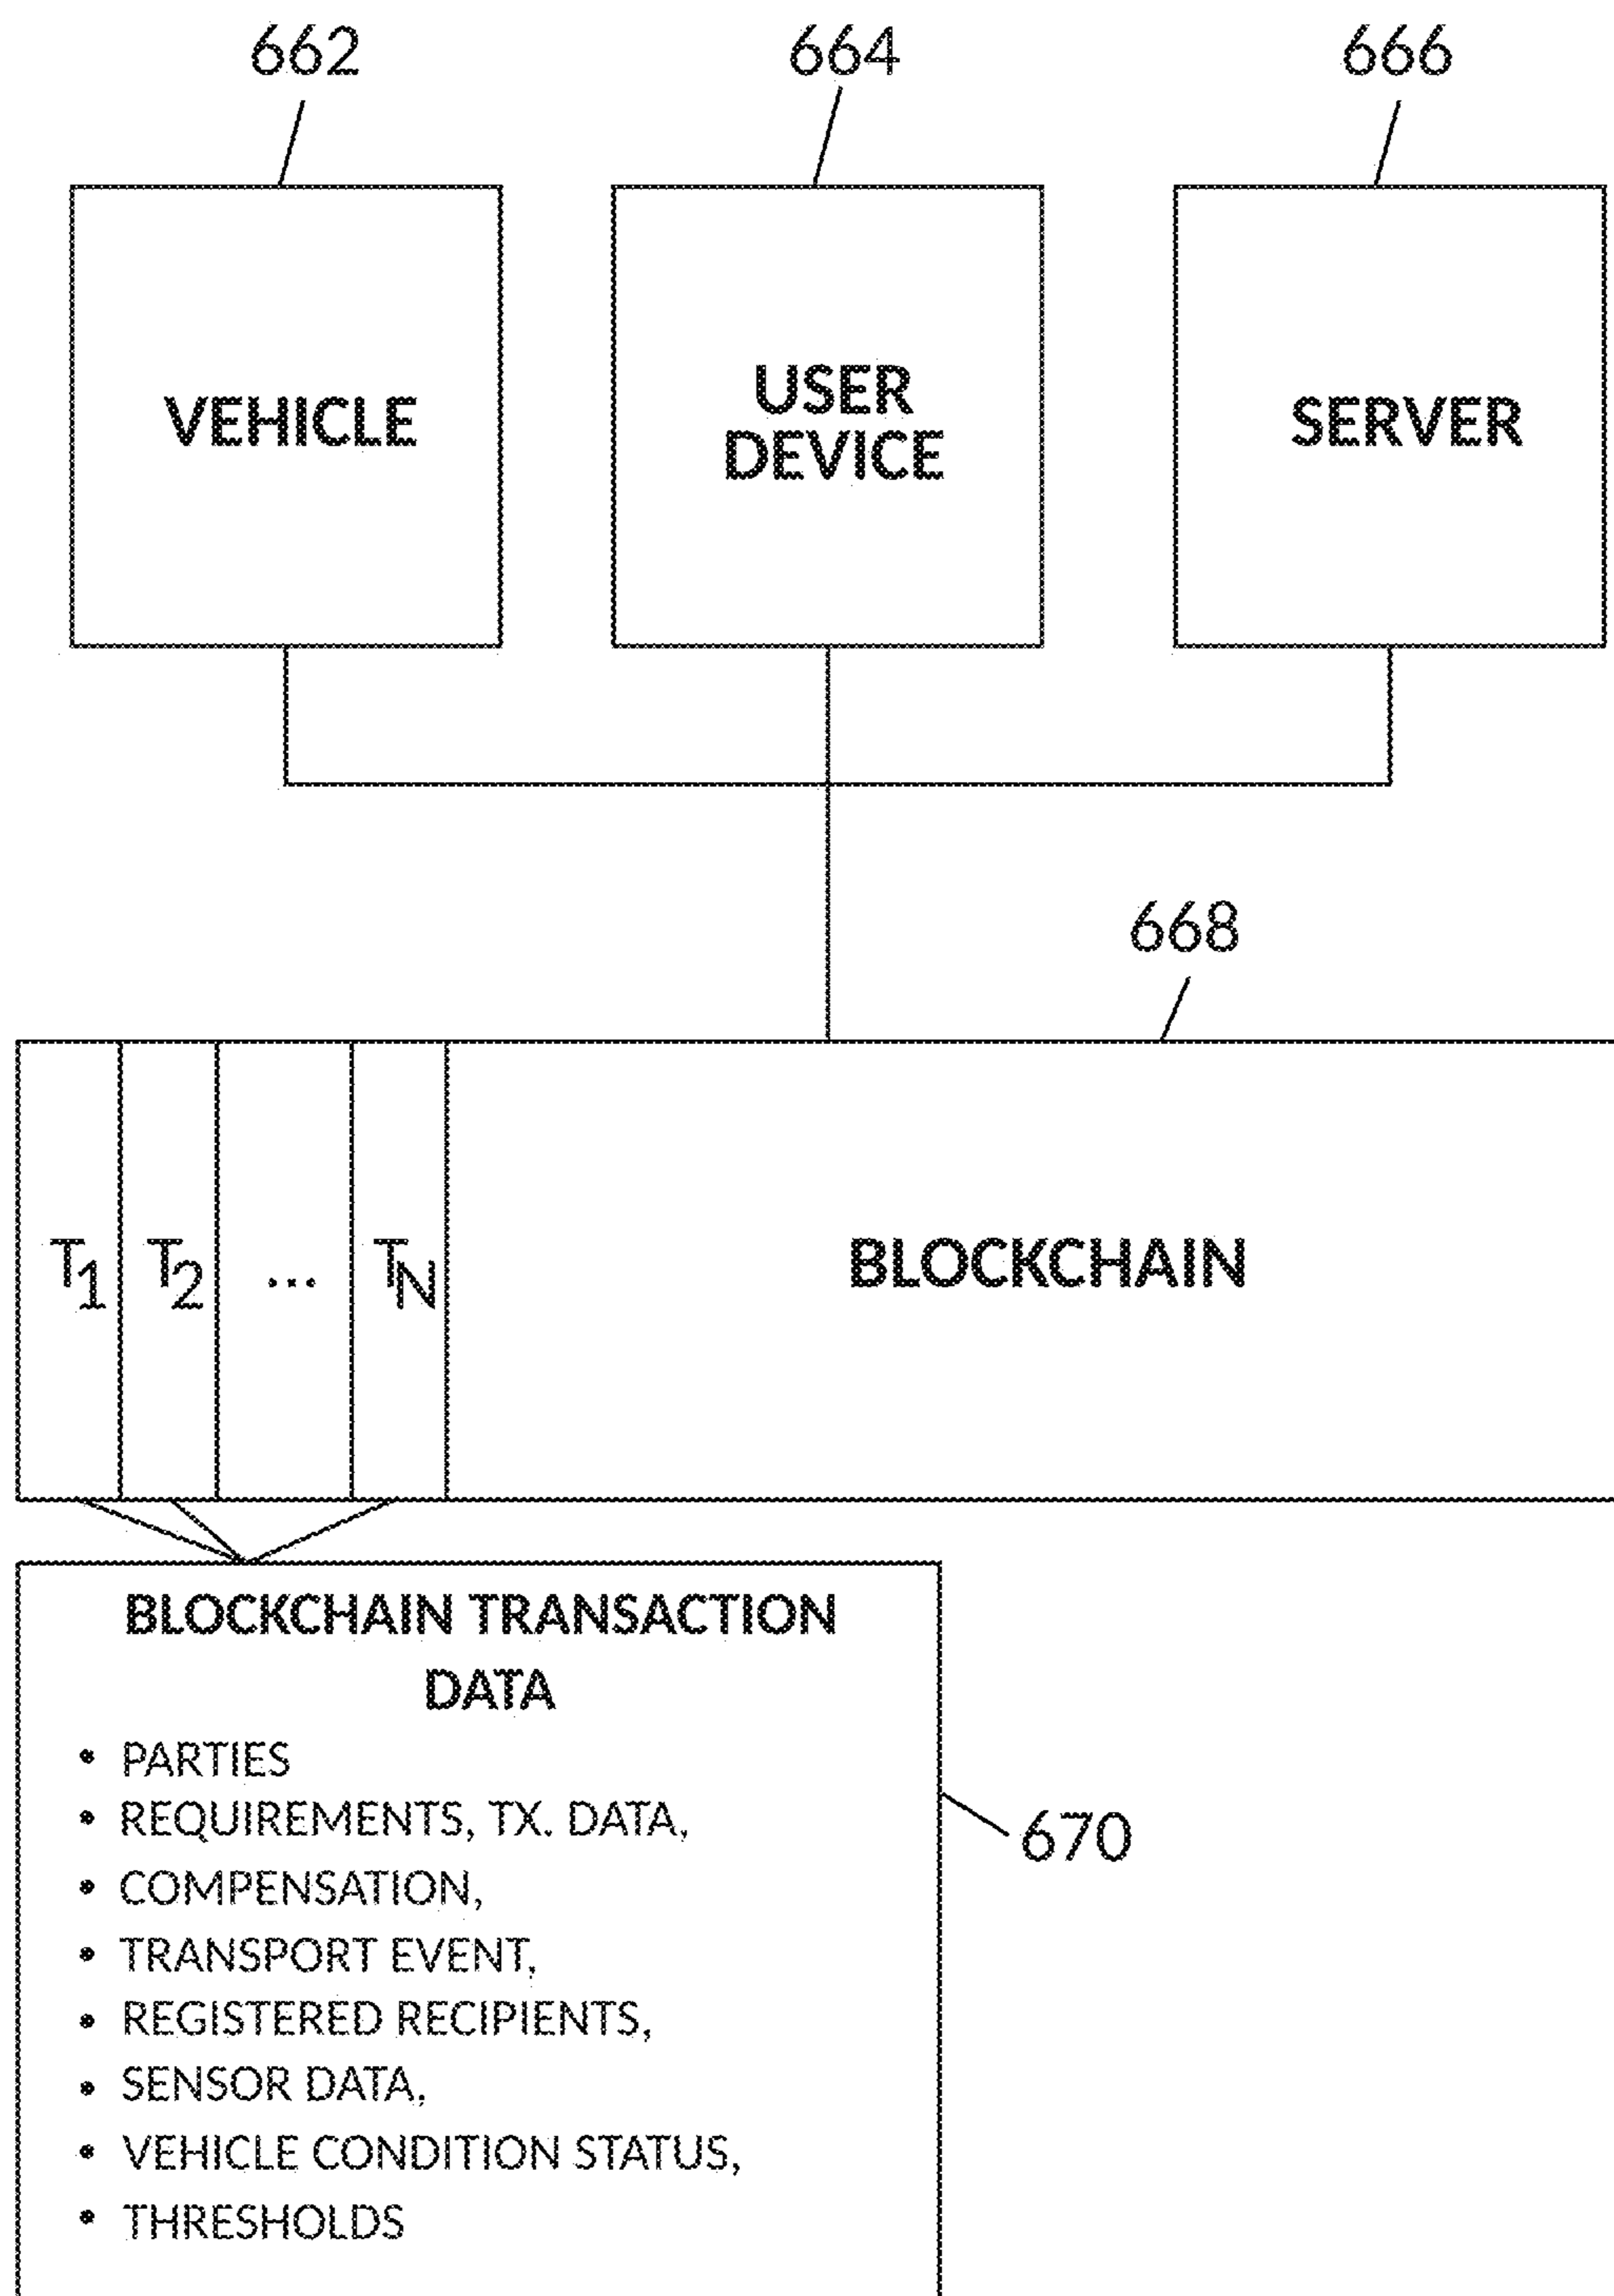 662 664 666
VEHICLE
USER
DEVICE
SERVER
668
T1 T2 ... TN BLOCKCHAIN
BLOCKCHAIN TRANSACTION
DATA
• PARTIES
• REQUIREMENTS, TX. DATA,
• COMPENSATION,
• TRANSPORT EVENT,
• REGISTERED RECIPIENTS,
• SENSOR DATA,
• VEHICLE CONDITION STATUS,
• THRESHOLDS
670